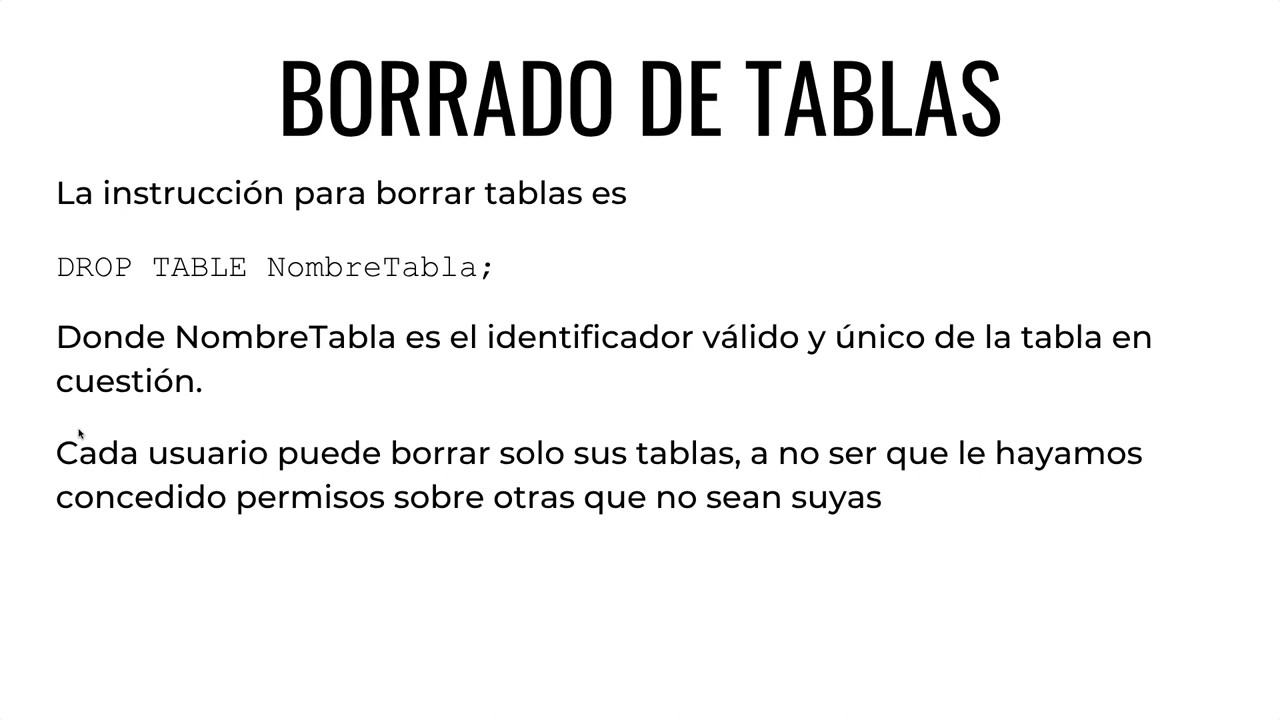 BORRADO DE TABLAS
La instrucción para borrar tablas es
DROP TABLE NombreTabla;
Donde NombreTabla es el identificador válido y único de la tabla en
cuestión.
Cada usuario puede borrar solo sus tablas, a no ser que le hayamos
concedido permisos sobre otras que no sean suyas